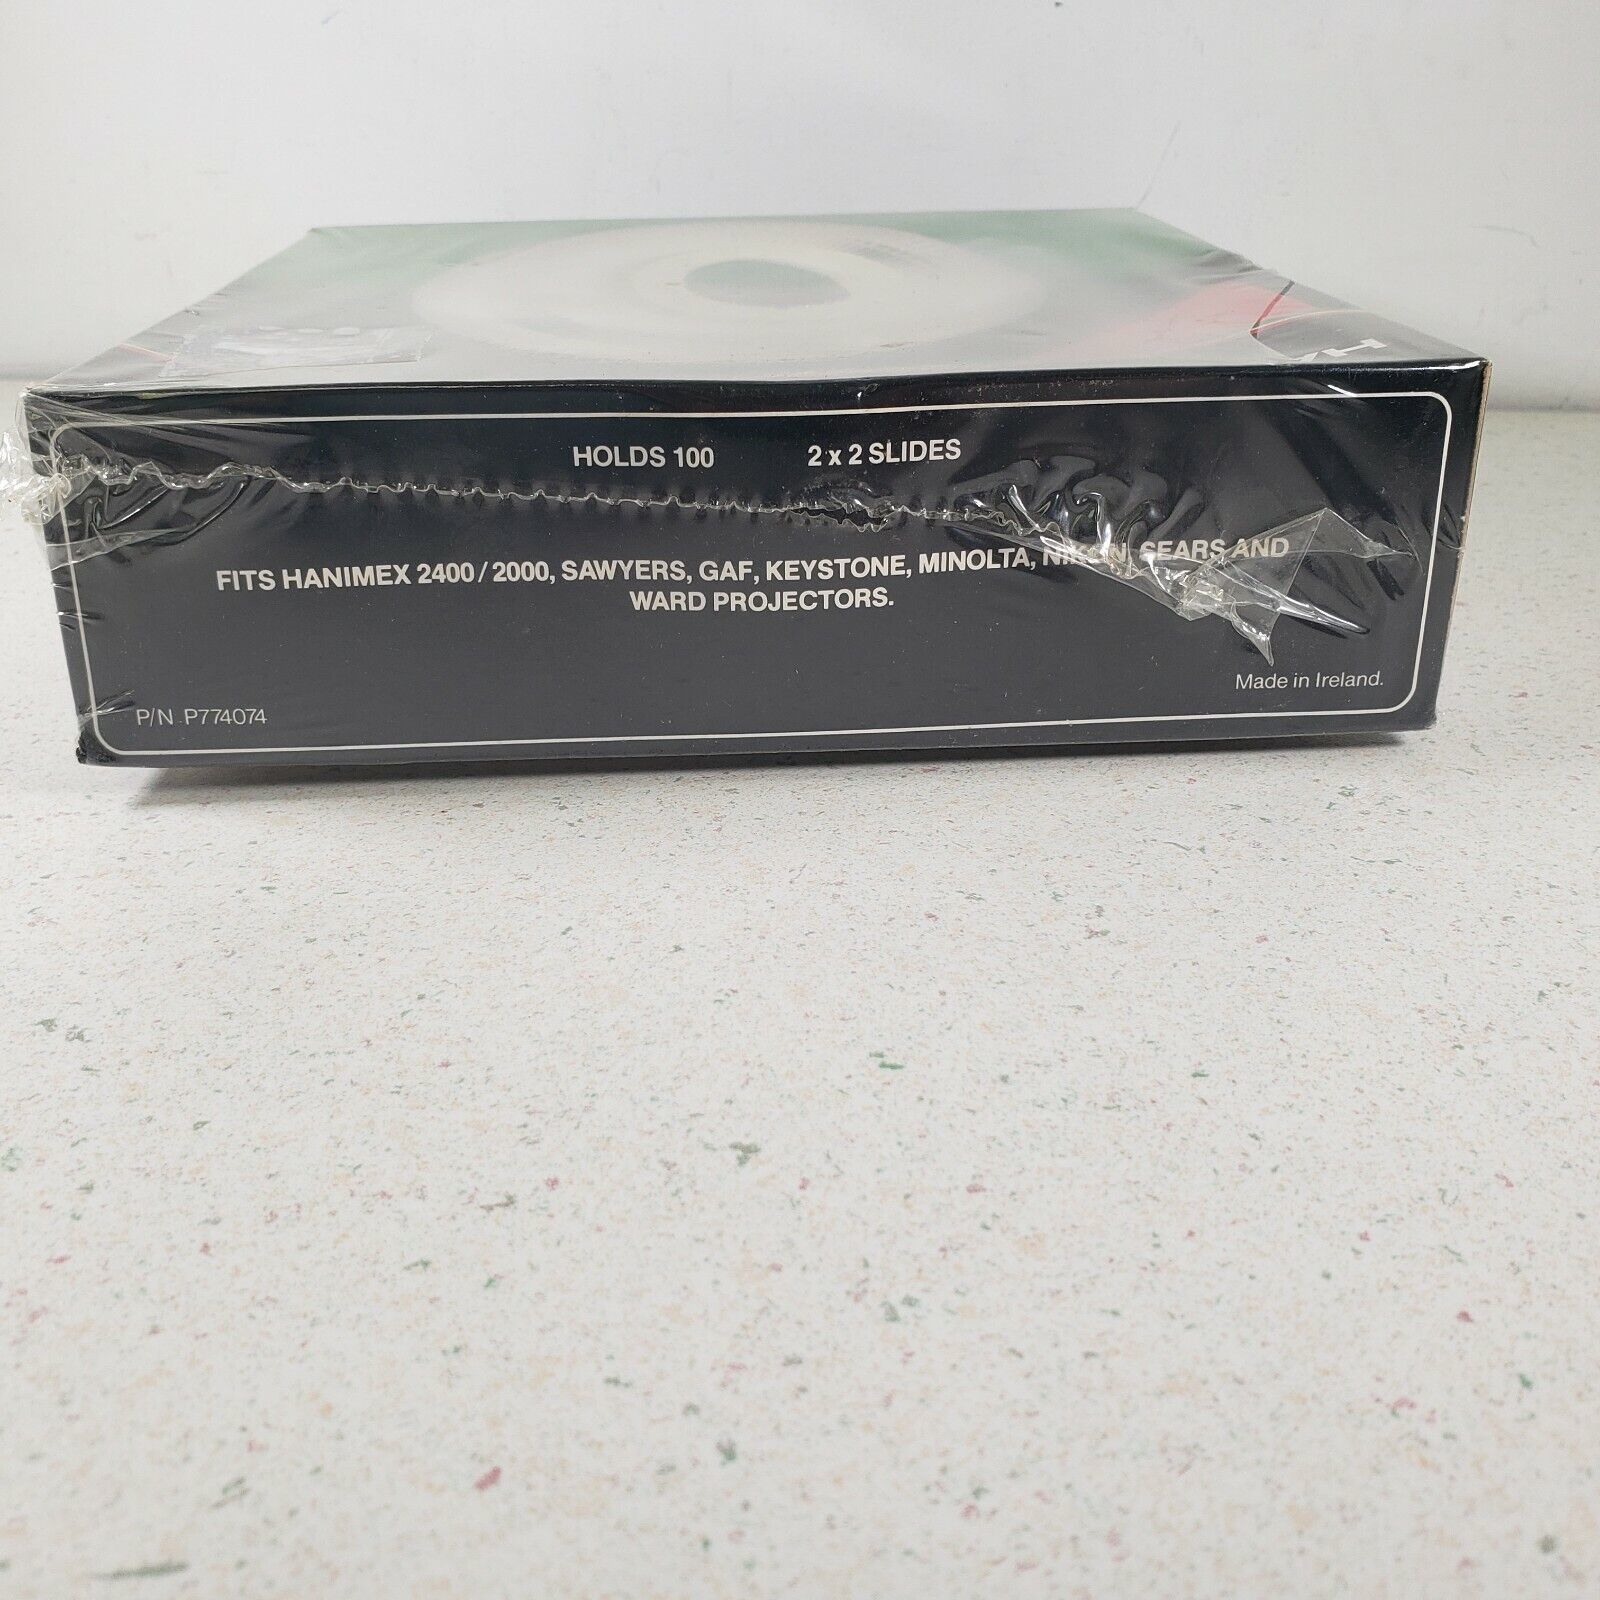 HOLDS 100 2 x 2 SLIDES
FITS HANIMEX 2400/2000, SAWYERS, GAF, KEYSTONE, MINOLTA, NIKON, SEARS AND
WARD PROJECTORS.
Made in Ireland.
P/N P774074